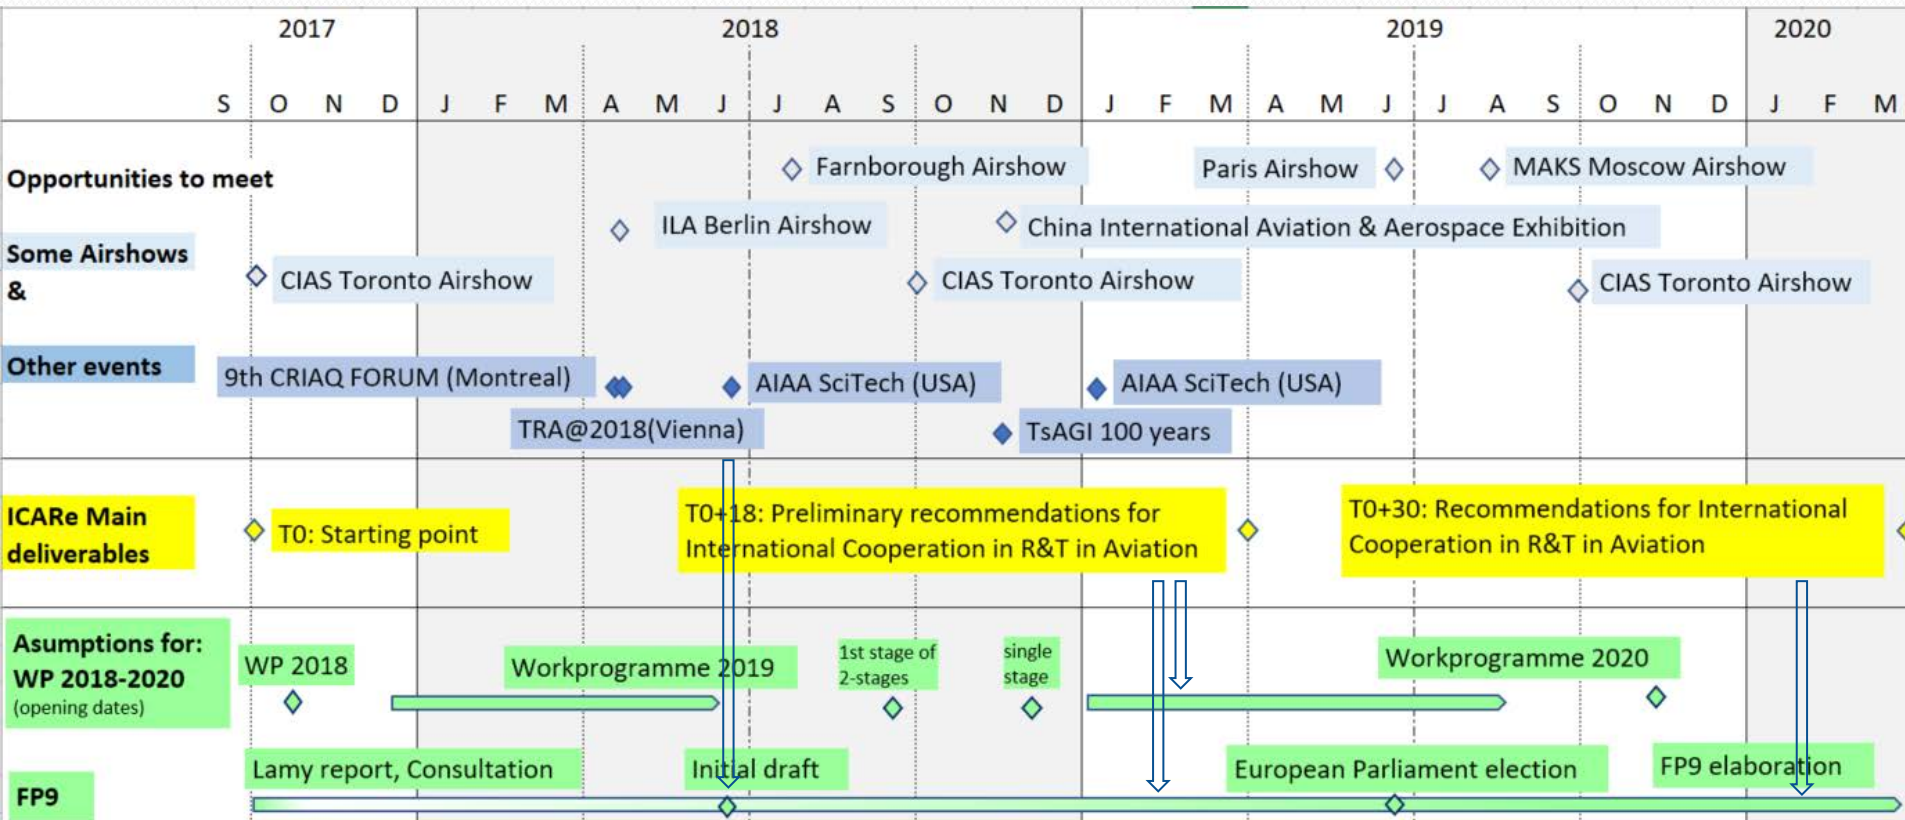 2017 2018 2019 2020
S O N D J F M A M J J A S O N D J F M A M J J A S O N D J F M
Opportunities to meet
Farnborough Airshow
Paris Airshow
MAKS Moscow Airshow
ILA Berlin Airshow
China International Aviation & Aerospace Exhibition
Some Airshows
&
CIAS Toronto Airshow
CIAS Toronto Airshow
CIAS Toronto Airshow
Other events
9th CRIAQ FORUM (Montreal)
AIAA SciTech (USA)
AIAA SciTech (USA)
TRA@2018(Vienna)
TsAGI 100 years
ICARe Main
deliverables
T0: Starting point
T0+18: Preliminary recommendations for
International Cooperation in R&T in Aviation
T0+30: Recommendations for International
Cooperation in R&T in Aviation
Asumptions for:
WP 2018-2020
(opening dates)
WP 2018
Workprogramme 2019
1st stage of
2-stages
single
stage
Workprogramme 2020
FP9
Lamy report, Consultation
Initial draft
European Parliament election
FP9 elaboration